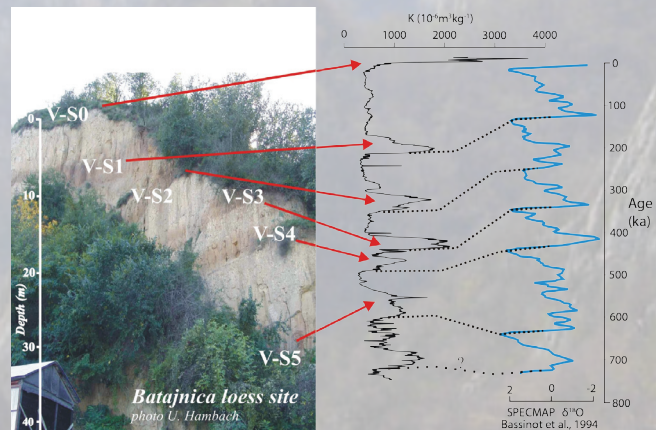 V-S0
V-S1
V-S2
V-S3
V-S4
V-S5
0
10
20
30
40
Depth (m)
Batajnica loess site
photo U. Hambach
K (10⁻⁶m³kg⁻¹)
0
1000
2000
3000
4000
0
100
200
300
400
500
600
700
800
Age
(ka)
?
2
0
-2
SPECMAP δ¹⁸O
Bassinot et al., 1994